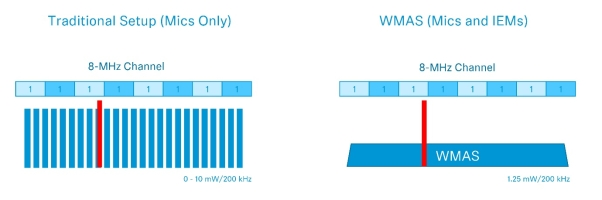 Traditional Setup (Mics Only)
8-MHz Channel
1 1 1 1 1 1 1 1
0 - 10 mW/200 kHz
WMAS (Mics and IEMs)
8-MHz Channel
1 1 1 1 1 1 1 1
WMAS
1.25 mW/200 kHz